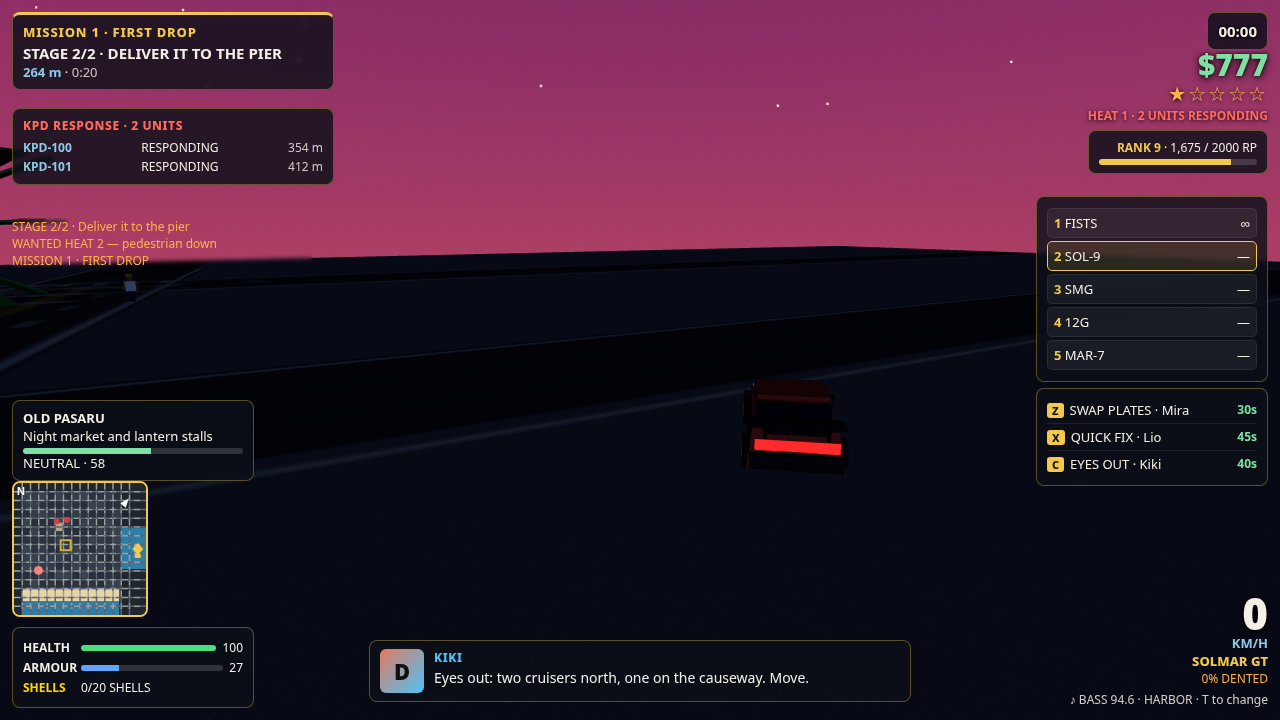 MISSION 1 · FIRST DROP
STAGE 2/2 · DELIVER IT TO THE PIER
264 m · 0:20
KPD RESPONSE · 2 UNITS
KPD-100 RESPONDING 354 m
KPD-101 RESPONDING 412 m
STAGE 2/2 · Deliver it to the pier
WANTED HEAT 2 — pedestrian down
MISSION 1 · FIRST DROP
00:00
$777
★☆☆☆☆
HEAT 1 · 2 UNITS RESPONDING
RANK 9 · 1,675 / 2000 RP
1 FISTS ∞
2 SOL-9 —
3 SMG —
4 12G —
5 MAR-7 —
Z SWAP PLATES · Mira 30s
X QUICK FIX · Lio 45s
C EYES OUT · Kiki 40s
OLD PASARU
Night market and lantern stalls
NEUTRAL · 58
N
HEALTH 100
ARMOUR 27
SHELLS 0/20 SHELLS
D
KIKI
Eyes out: two cruisers north, one on the causeway. Move.
0
KM/H
SOLMAR GT
0% DENTED
♪ BASS 94.6 · HARBOR · T to change